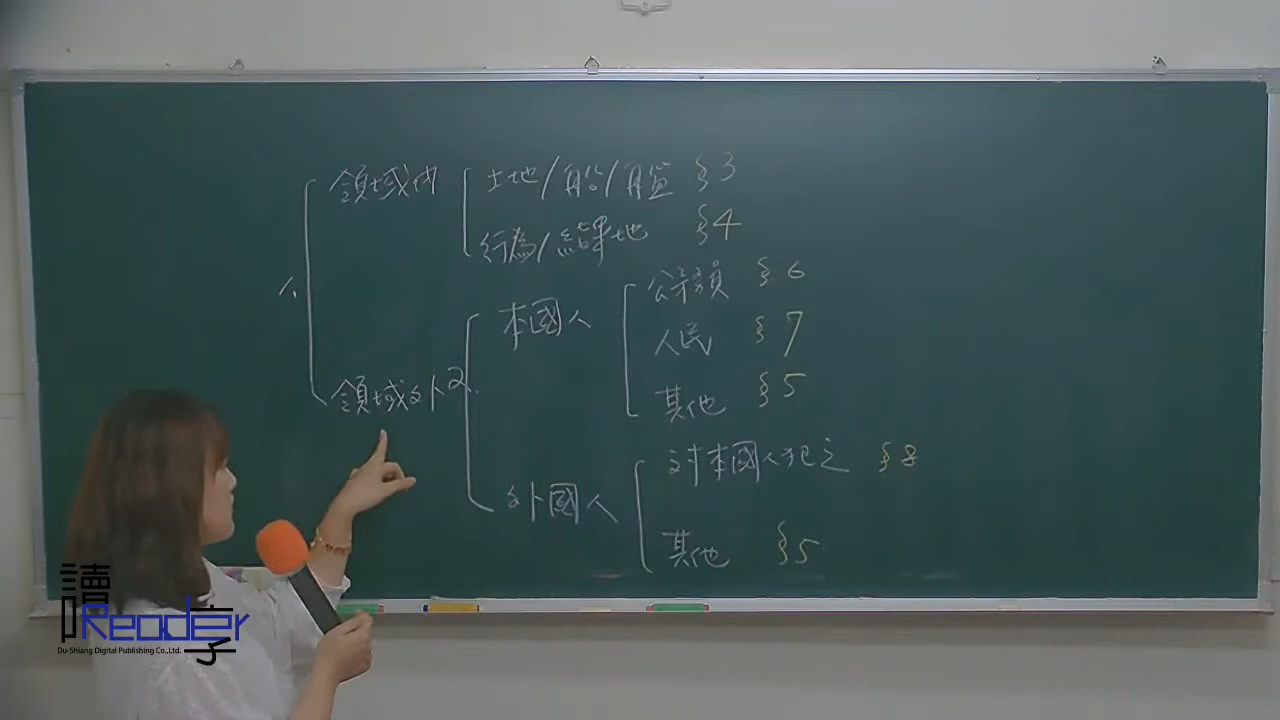 領域內
土地/船/艦 §3
行為/結果地 §4
人
領域外
本國人
公務員 §6
人民 §7
其他 §5
外國人
對本國人犯之 §8
其他 §5
讀享
Reader
Du-Shiang Digital Publishing Co.,Ltd.